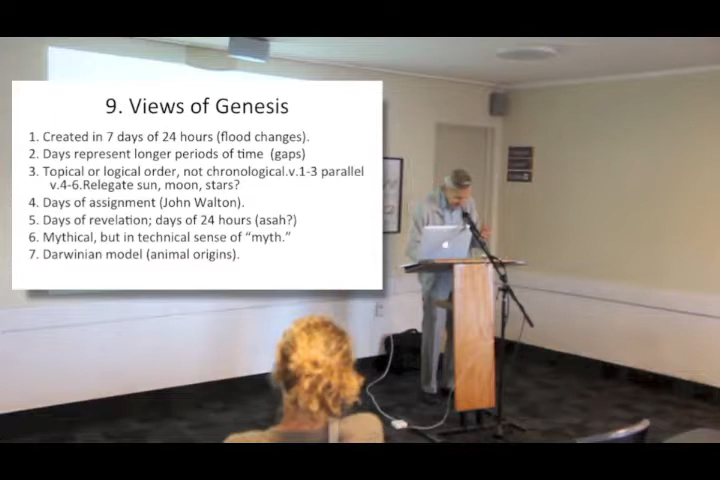 9. Views of Genesis
1. Created in 7 days of 24 hours (flood changes).
2. Days represent longer periods of time (gaps)
3. Topical or logical order, not chronological.v.1-3 parallel
v.4-6.Relegate sun, moon, stars?
4. Days of assignment (John Walton).
5. Days of revelation; days of 24 hours (asah?)
6. Mythical, but in technical sense of “myth.”
7. Darwinian model (animal origins).